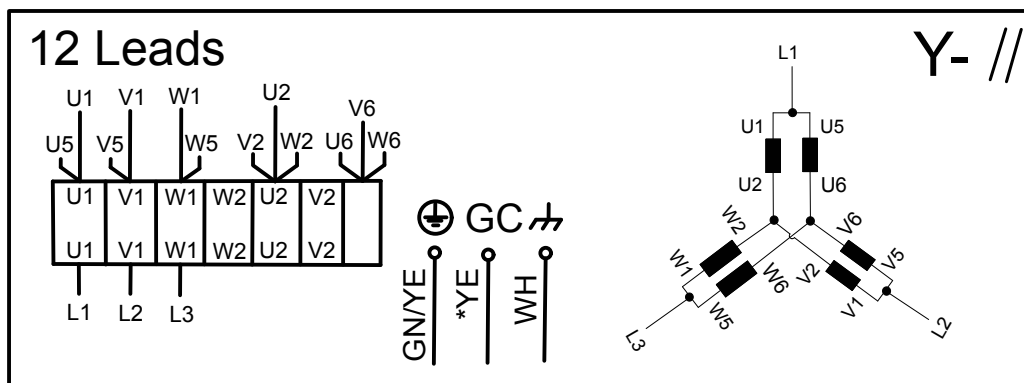 12 Leads
Y- //
U1 V1 W1 U2 V6
U5 V5 W5 V2 W2 U6 W6
U1 V1 W1 W2 U2 V2
U1 V1 W1 W2 U2 V2
L1 L2 L3
GC
GN/YE *YE WH
L1
U1 U5
U2 U6
W2 V6
W1 W6 V2 V5
W5 V1
L3 L2